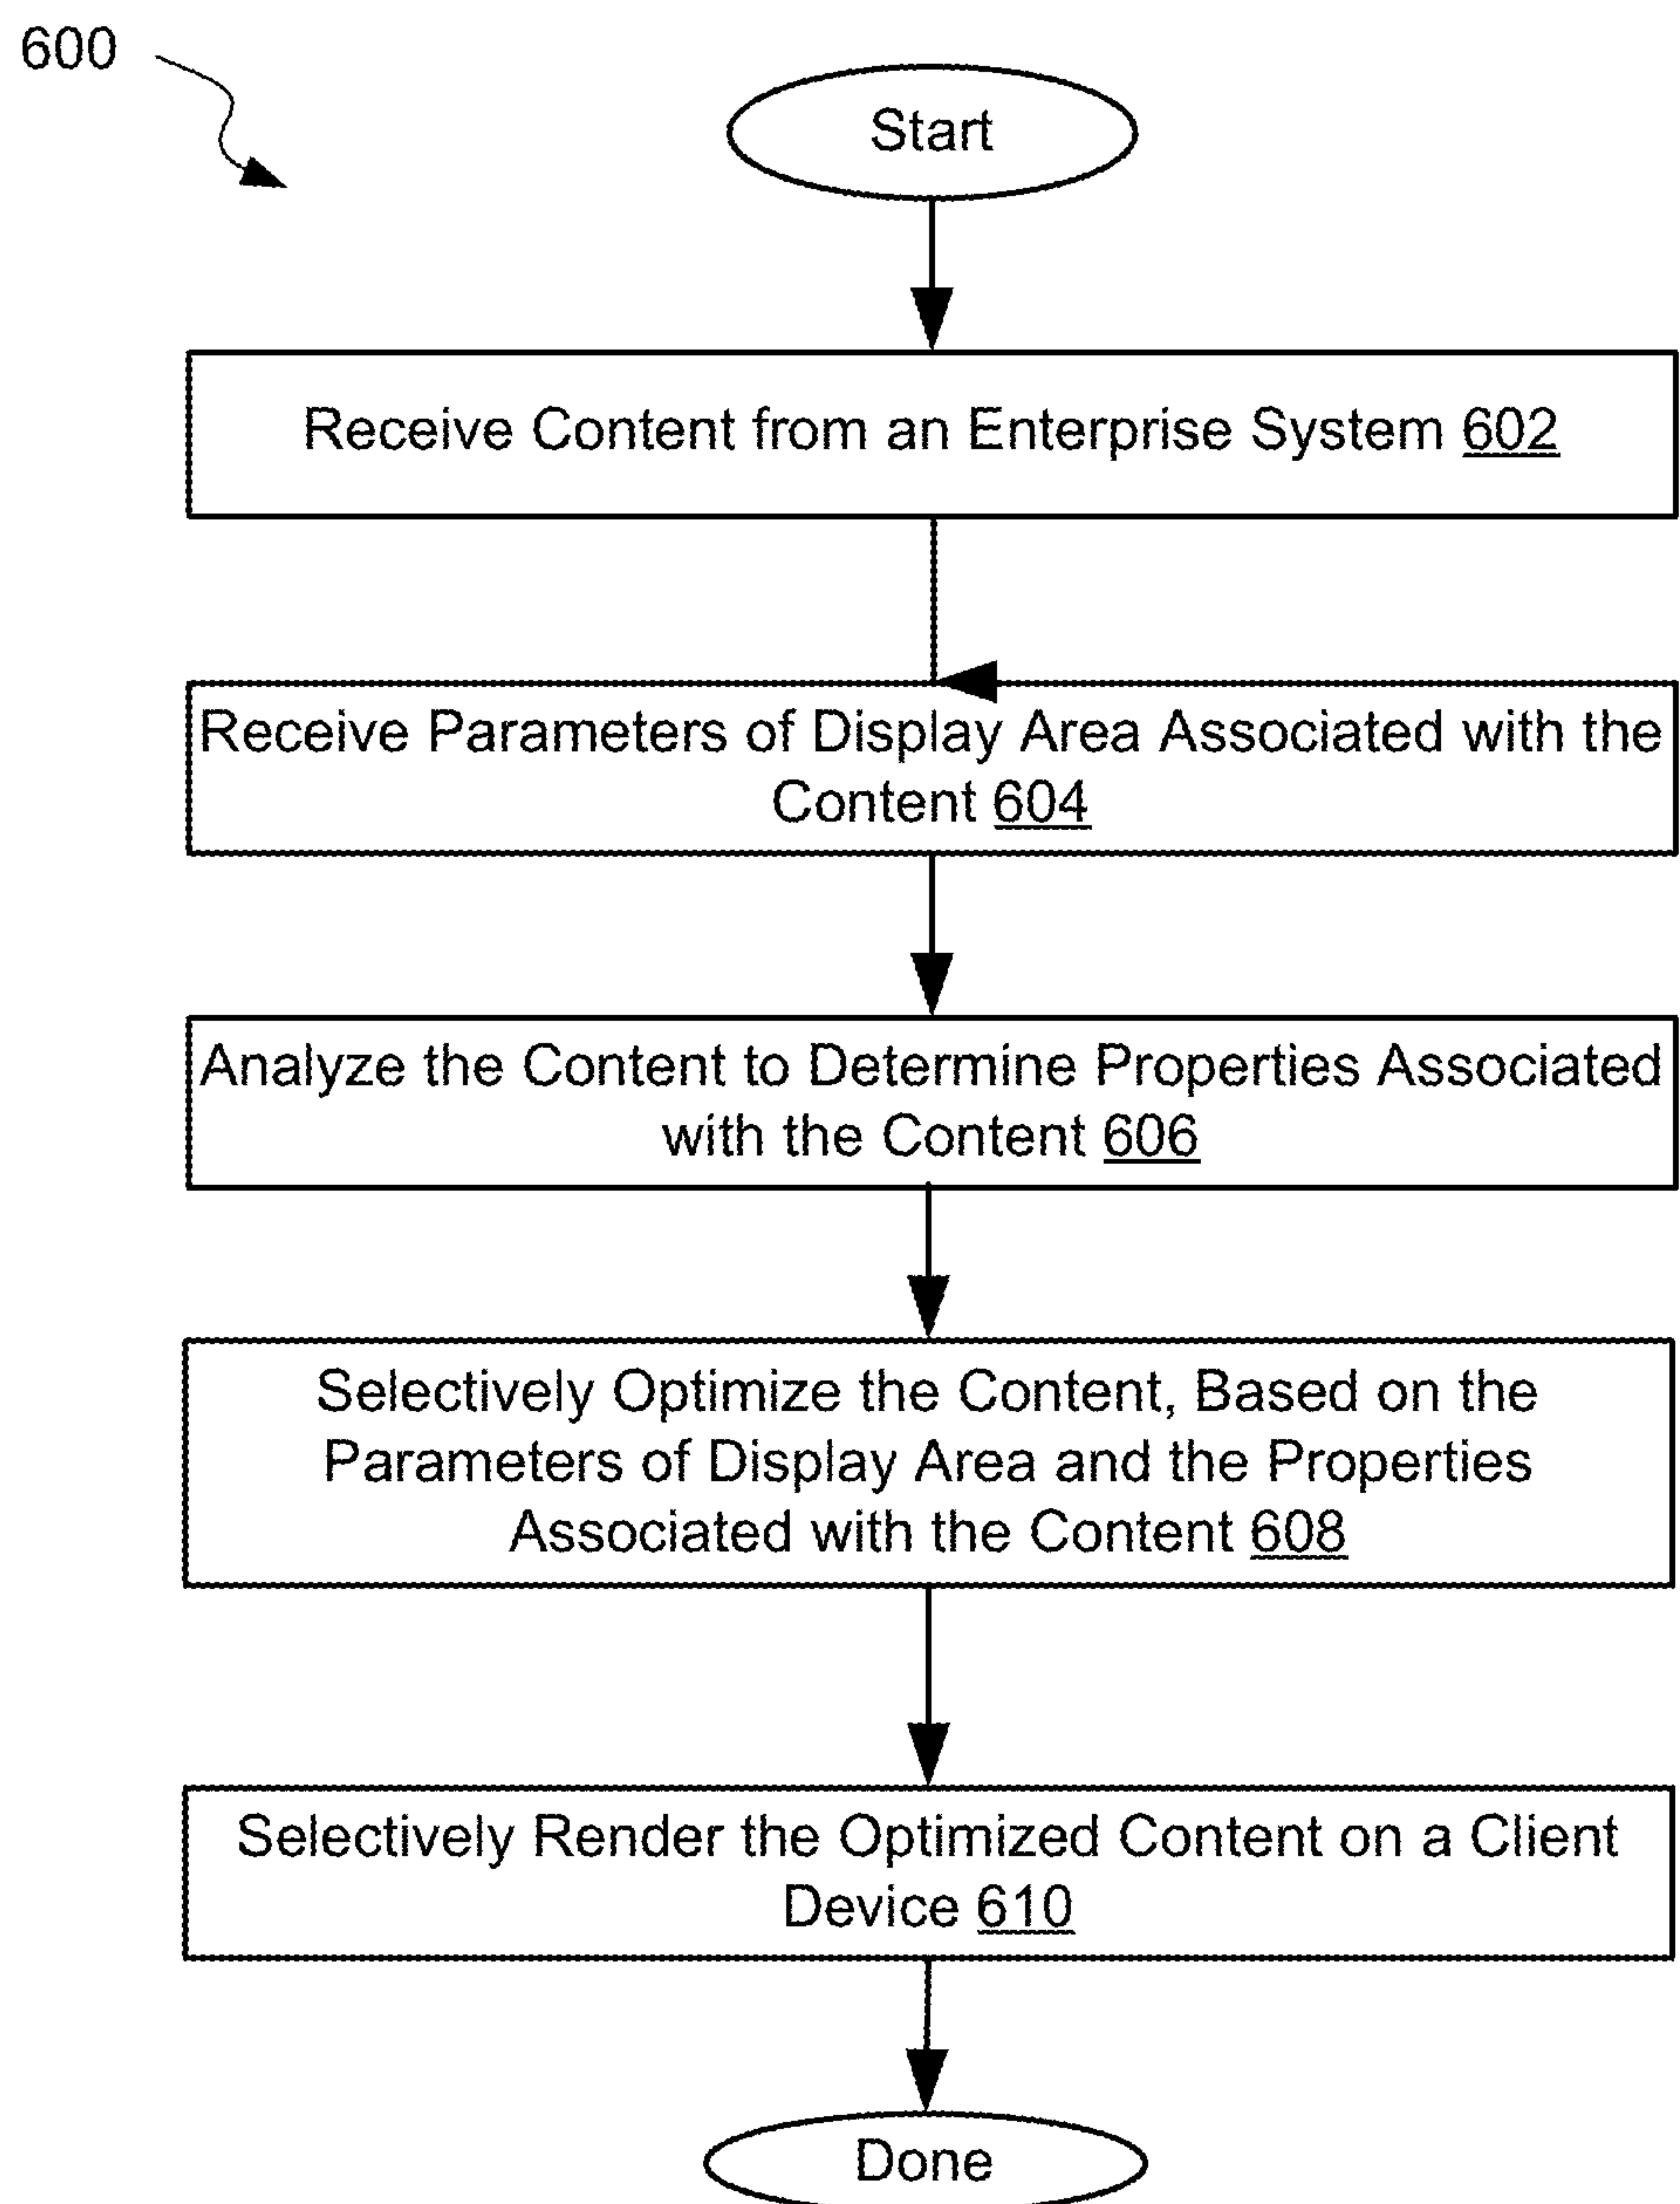 600
Start
Receive Content from an Enterprise System 602
Receive Parameters of Display Area Associated with the
Content 604
Analyze the Content to Determine Properties Associated
with the Content 606
Selectively Optimize the Content, Based on the
Parameters of Display Area and the Properties
Associated with the Content 608
Selectively Render the Optimized Content on a Client
Device 610
Done